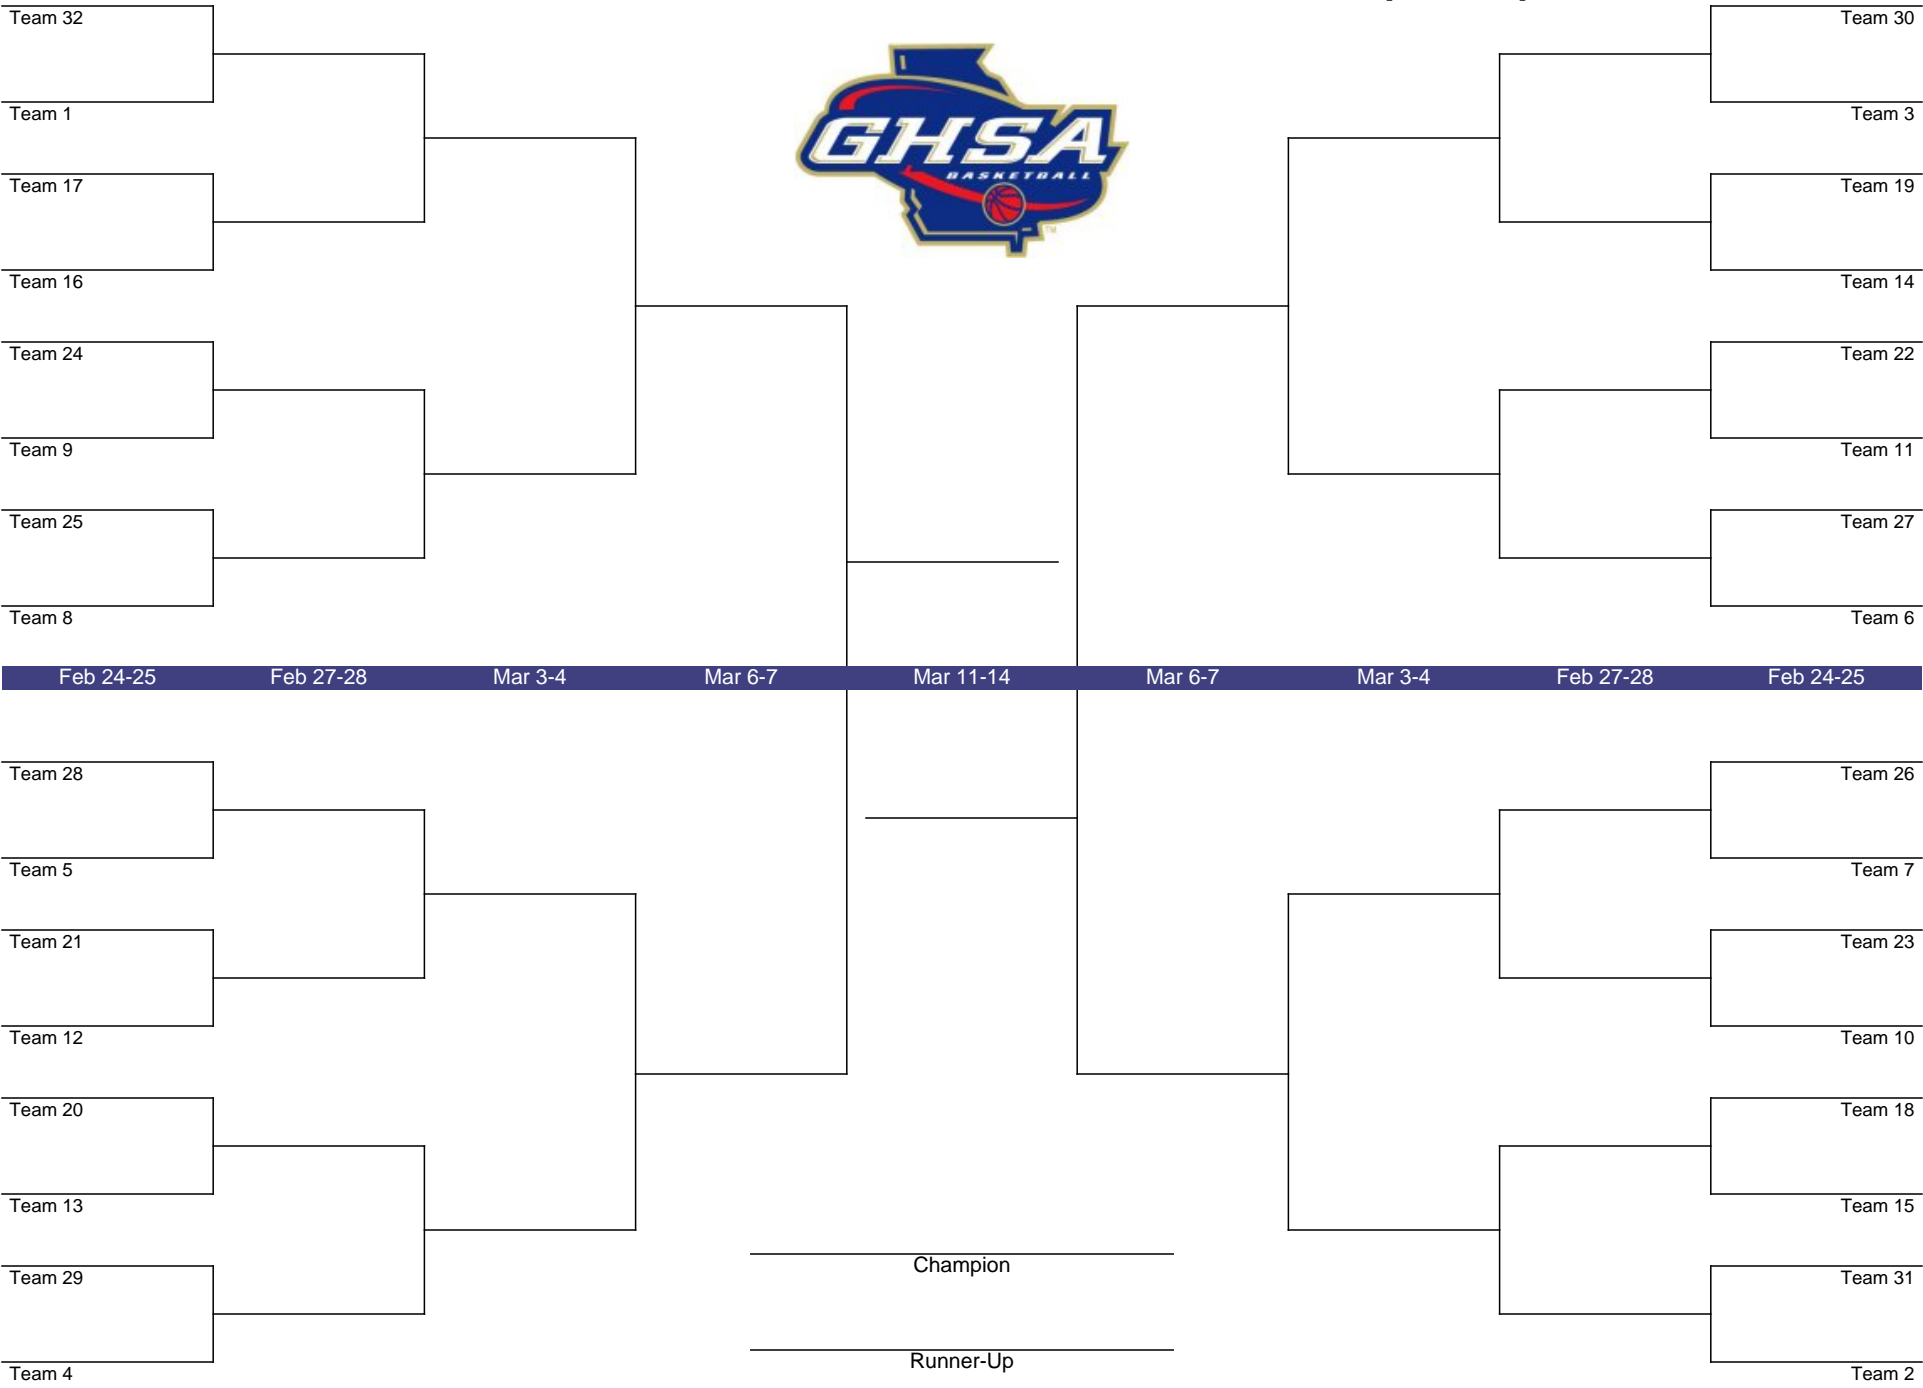 Team 32
Team 30
Team 1
Team 3
Team 17
Team 19
Team 16
Team 14
Team 24
Team 22
Team 9
Team 11
Team 25
Team 27
Team 8
Team 6
GHSA
BASKETBALL
TM
Feb 24-25 Feb 27-28 Mar 3-4 Mar 6-7 Mar 11-14 Mar 6-7 Mar 3-4 Feb 27-28 Feb 24-25
Team 28
Team 26
Team 5
Team 7
Team 21
Team 23
Team 12
Team 10
Team 20
Team 18
Team 13
Team 15
Team 29
Team 31
Team 4
Team 2
Champion
Runner-Up